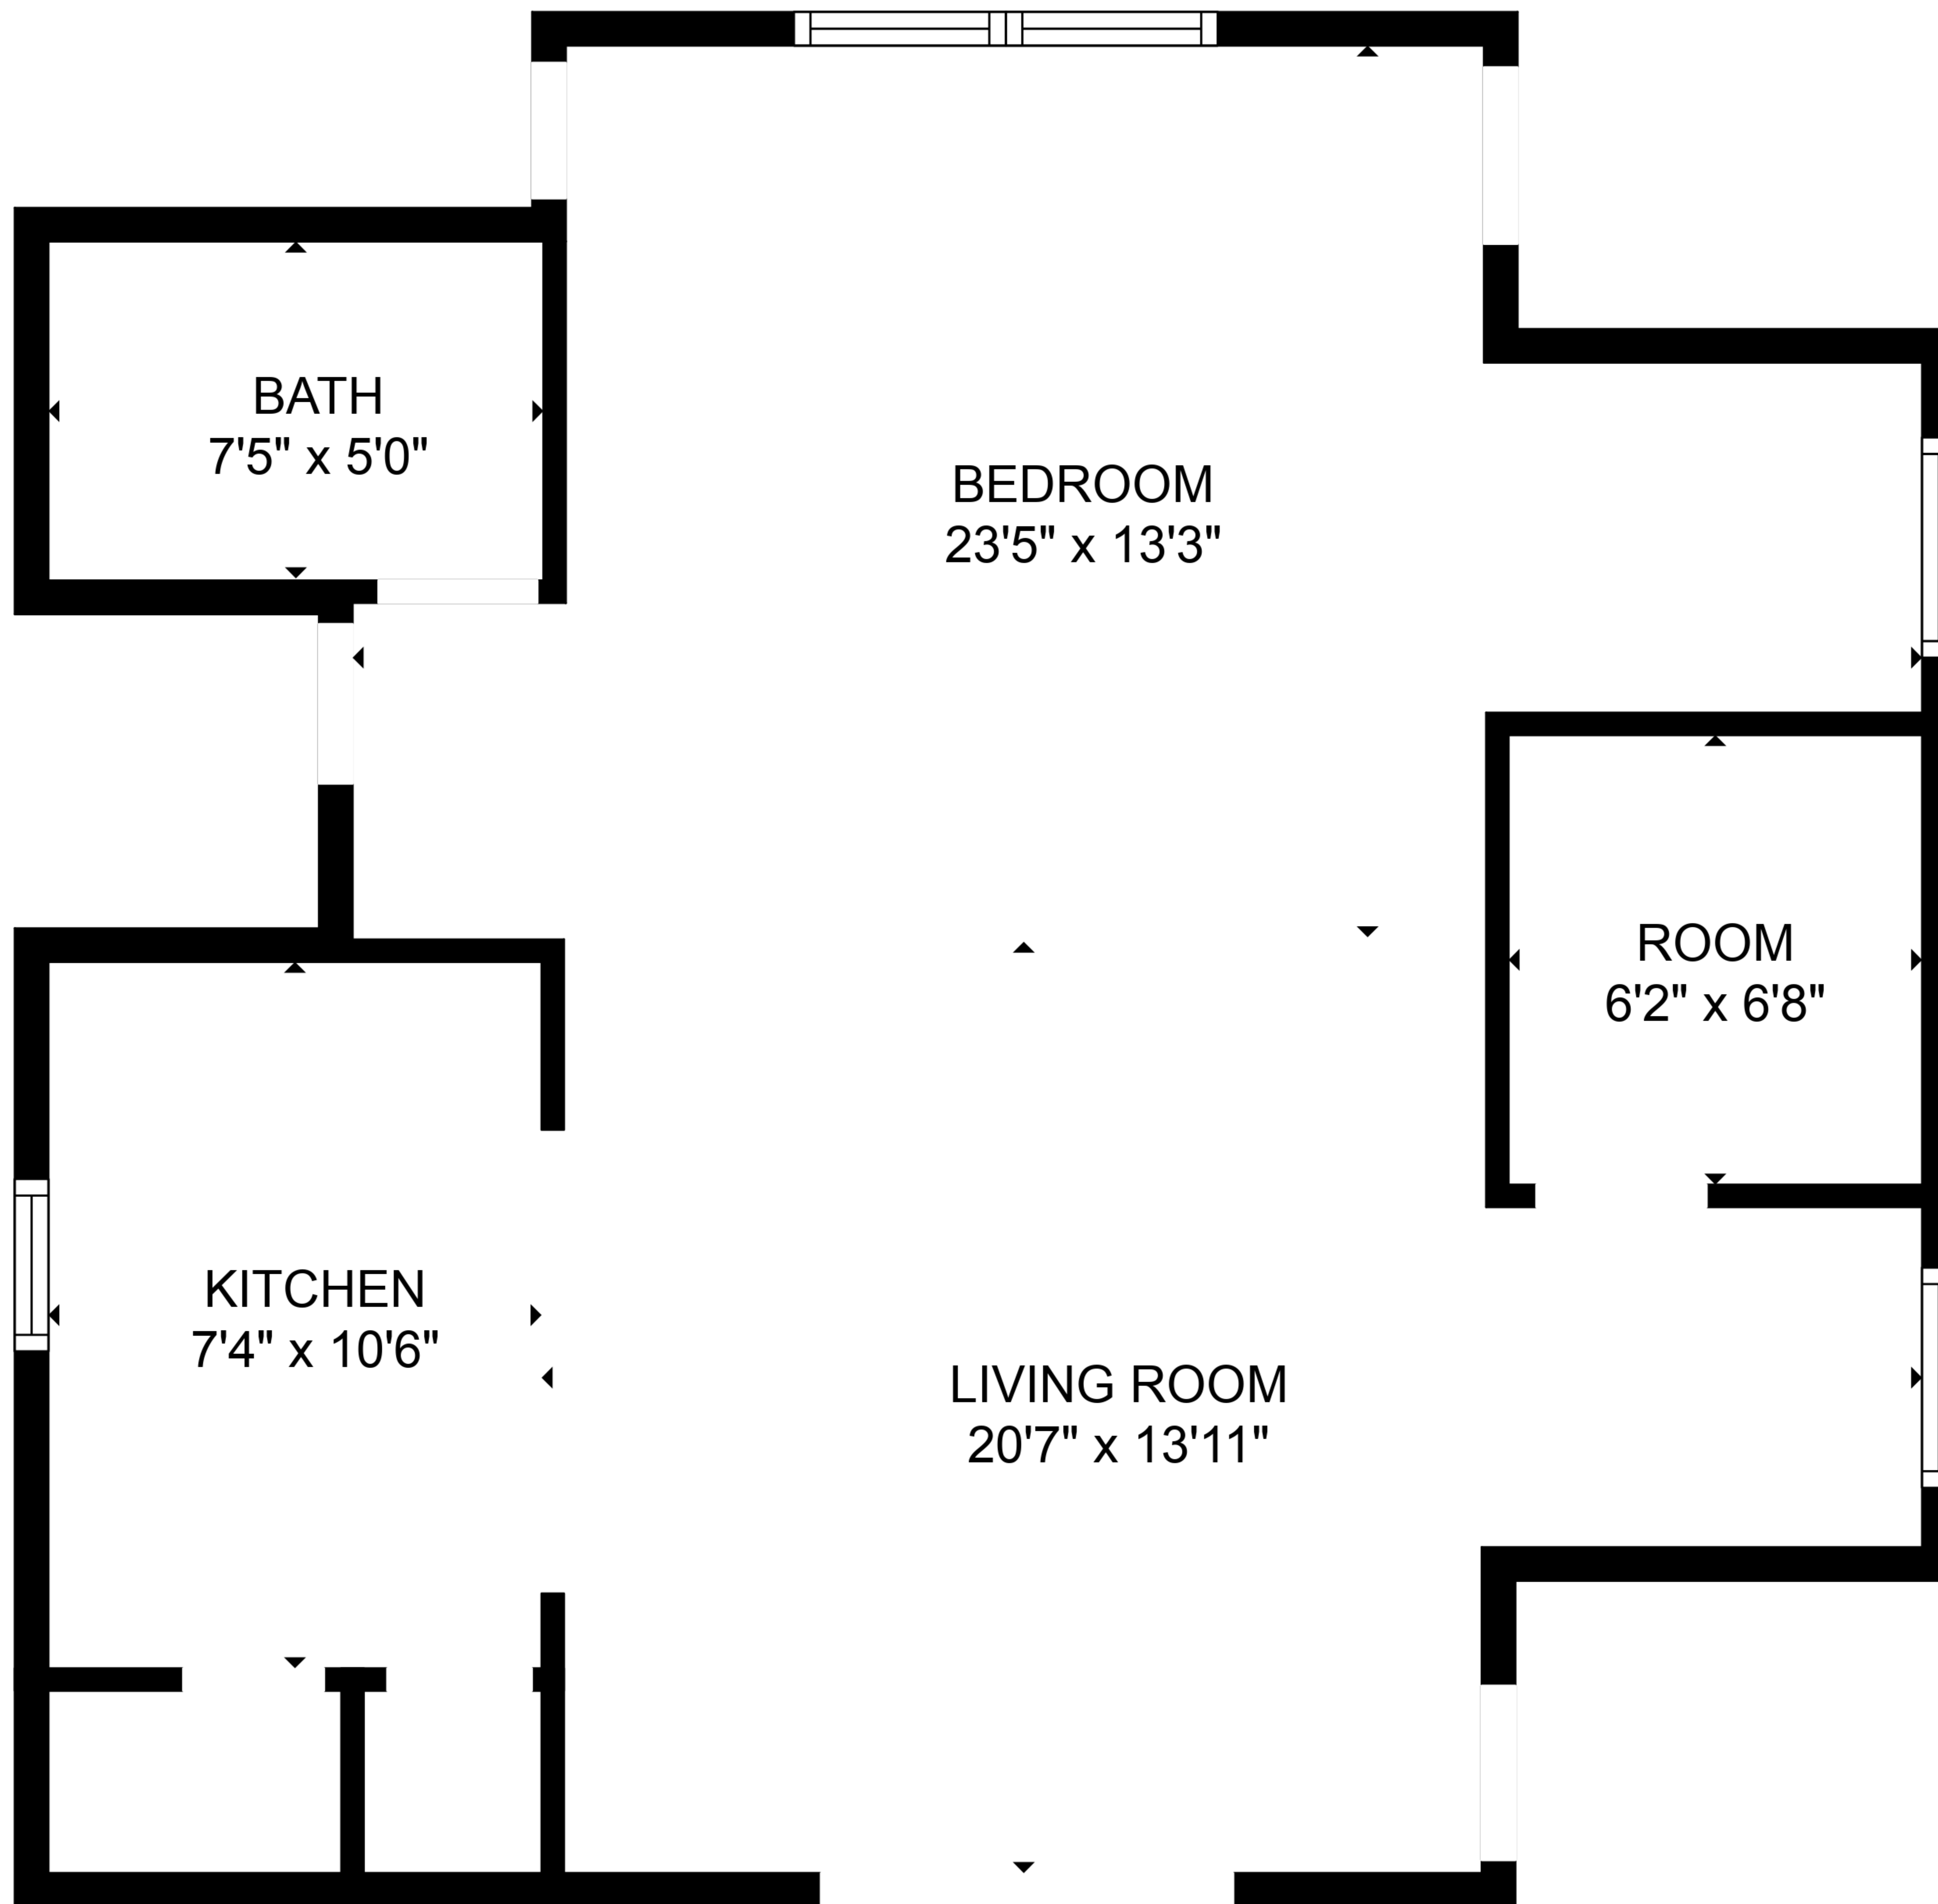 BATH
7'5" x 5'0"
BEDROOM
23'5" x 13'3"
ROOM
6'2" x 6'8"
KITCHEN
7'4" x 10'6"
LIVING ROOM
20'7" x 13'11"